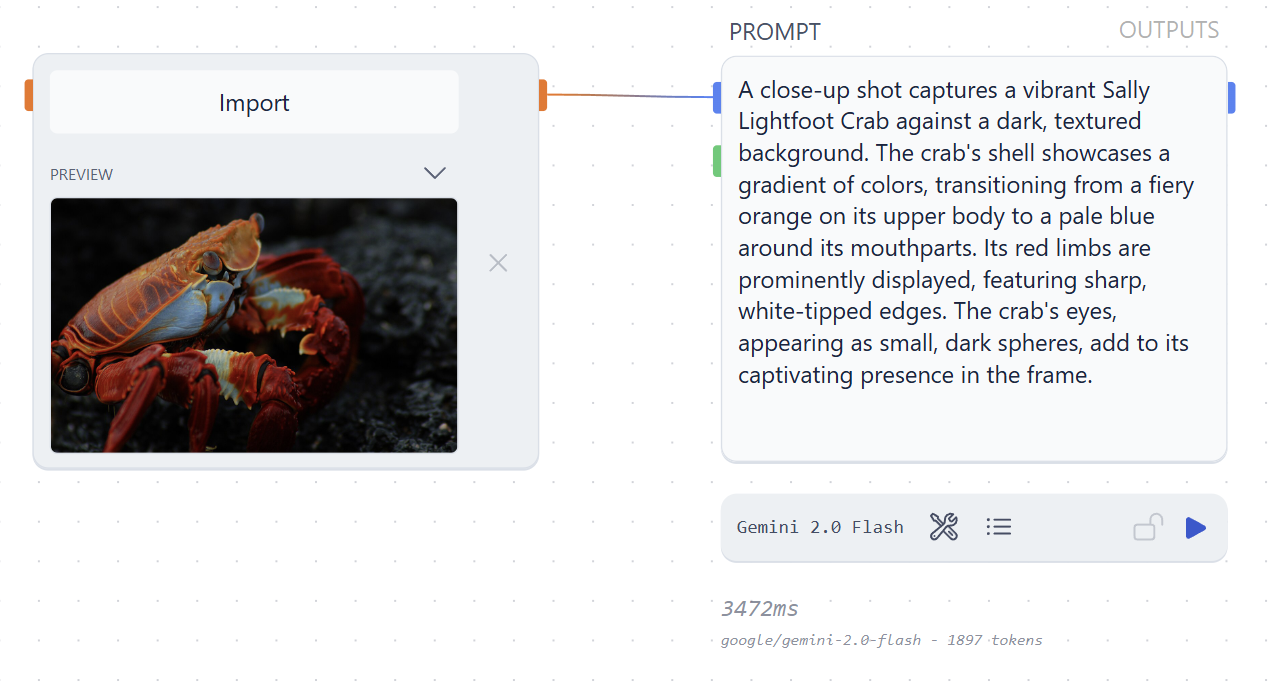 Import
PREVIEW
PROMPT
OUTPUTS
A close-up shot captures a vibrant Sally
Lightfoot Crab against a dark, textured
background. The crab's shell showcases a
gradient of colors, transitioning from a fiery
orange on its upper body to a pale blue
around its mouthparts. Its red limbs are
prominently displayed, featuring sharp,
white-tipped edges. The crab's eyes,
appearing as small, dark spheres, add to its
captivating presence in the frame.
Gemini 2.0 Flash
3472ms
google/gemini-2.0-flash - 1897 tokens